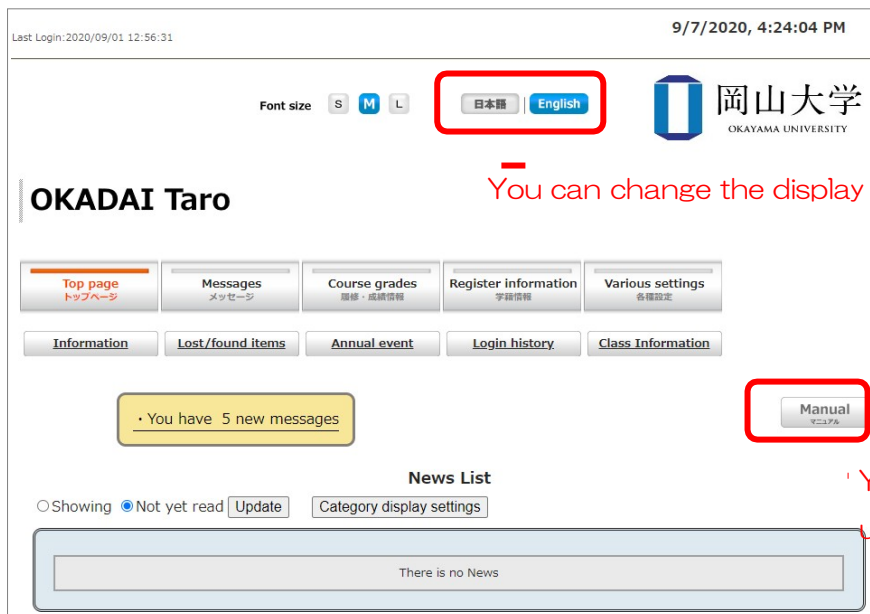 Last Login:2020/09/01 12:56:31
9/7/2020, 4:24:04 PM
Font size S M L
日本語 | English
岡山大学
OKAYAMA UNIVERSITY
You can change the display
OKADAI Taro
Top page Messages Course grades Register information Various settings
トップページ メッセージ 履修・成績情報 学籍情報 各種設定
Information Lost/found items Annual event Login history Class Information
・You have 5 new messages
Manual
マニュアル
News List
Showing Not yet read Update Category display settings
There is no News